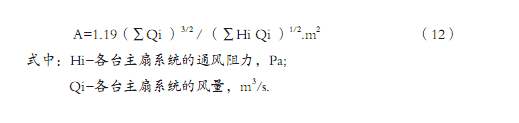 A=1.19（∑Qi ）3/2 /（∑Hi Qi ）1/2.m2 （12）
式中：Hi-各台主扇系统的通风阻力，Pa;
Qi-各台主扇系统的风量，m3/s.